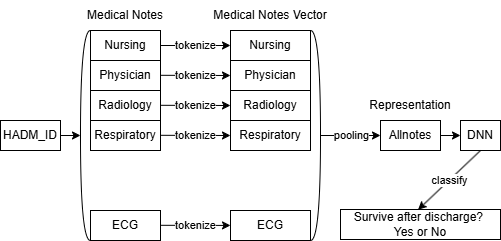 Medical Notes
Medical Notes Vector
Nursing
tokenize
Nursing
Physician
tokenize
Physician
Radiology
tokenize
Radiology
Representation
HADM_ID
Respiratory
tokenize
Respiratory
pooling
Allnotes
DNN
classify
ECG
tokenize
ECG
Survive after discharge?
Yes or No